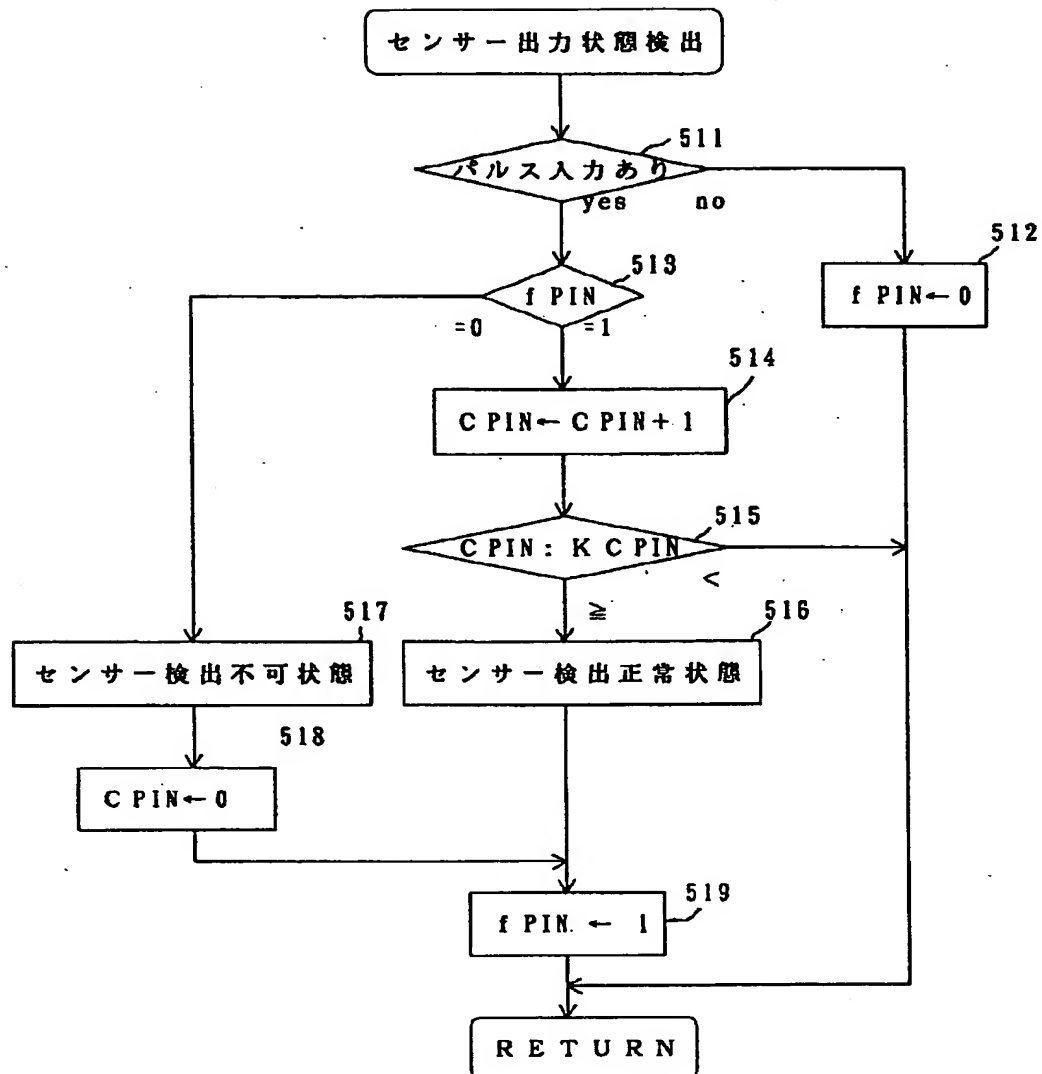 センサー出力状態検出
511
パルス入力あり
yes
no
512
513
f PIN
f PIN←0
=0
=1
514
C PIN←C PIN+1
515
C PIN: K C PIN
<
≧
517
516
センサー検出不可状態
センサー検出正常状態
518
C PIN←0
519
f PIN ← 1
RETURN